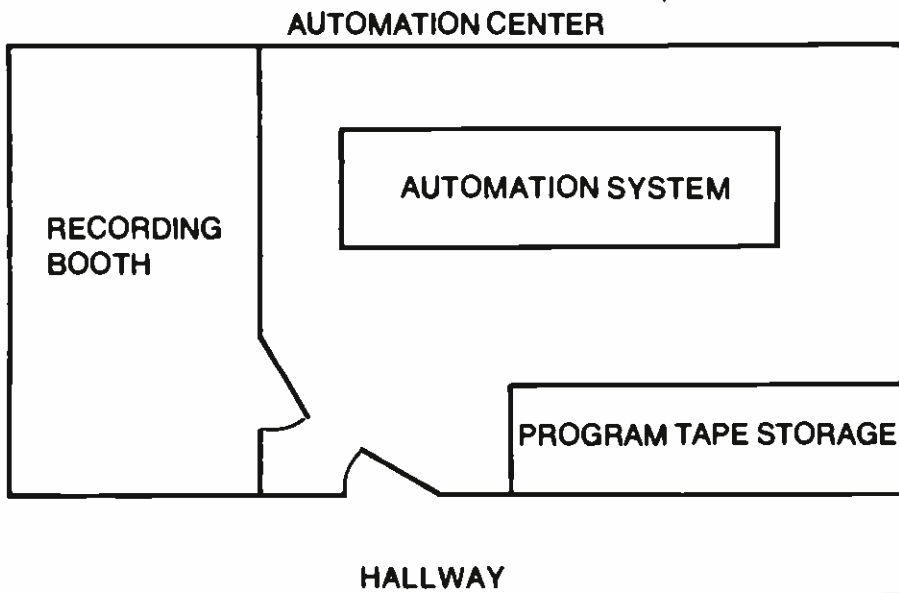 AUTOMATION CENTER
AUTOMATION SYSTEM
RECORDING
BOOTH
PROGRAM TAPE STORAGE
HALLWAY